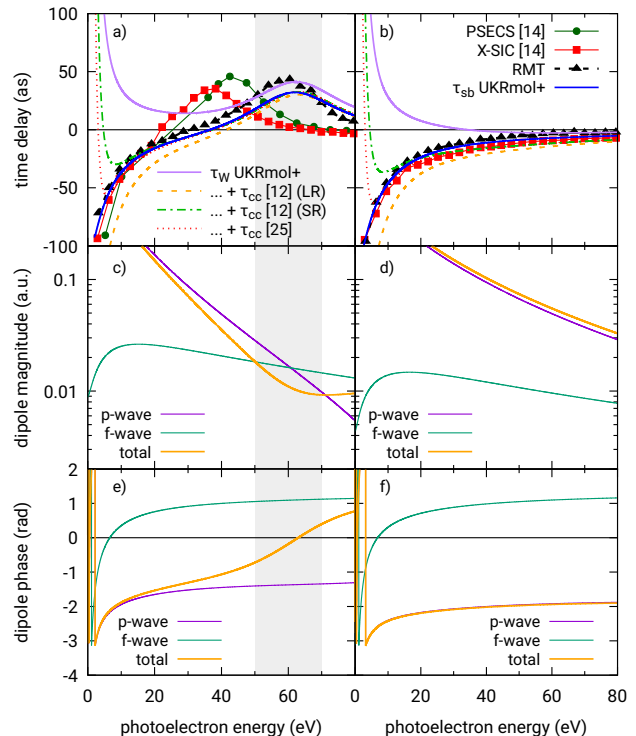 a)
b)
time delay (as)
100
50
0
-50
-100
PSECS [14]
X-SIC [14]
RMT
τsb UKRmol+
τW UKRmol+
... + τcc [12] (LR)
... + τcc [12] (SR)
... + τcc [25]
c)
d)
dipole magnitude (a.u.)
0.1
0.01
p-wave
f-wave
total
p-wave
f-wave
total
e)
f)
dipole phase (rad)
2
1
0
-1
-2
-3
-4
p-wave
f-wave
total
p-wave
f-wave
total
0 20 40 60 0 20 40 60 80
photoelectron energy (eV) photoelectron energy (eV)